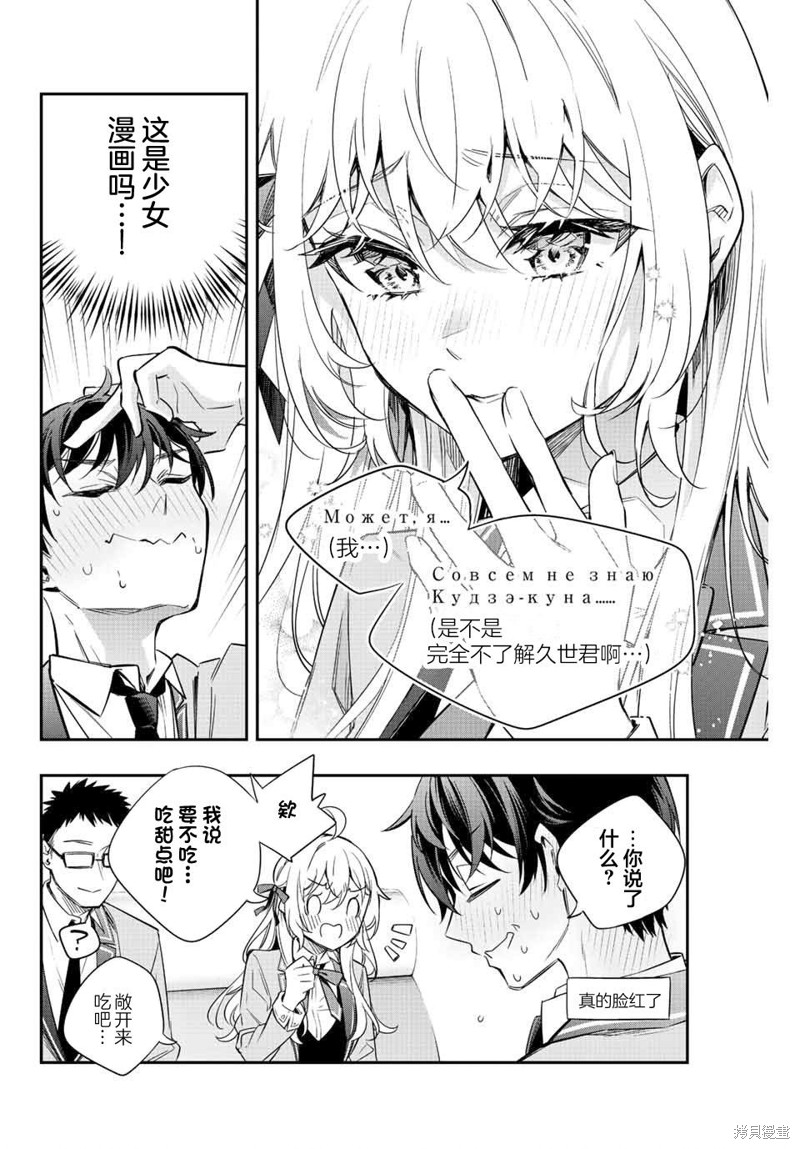 Может, я…
(我…)
Совсем не знаю
Кудзэ-куна……
(是不是
完全不了解久世君啊…)
这是少女
漫画吗…！
…你说了
什么？
真的脸红了
欸
我说
要不吃…
吃甜点吧！
?
敞开来
吃吧…
拷貝漫畫